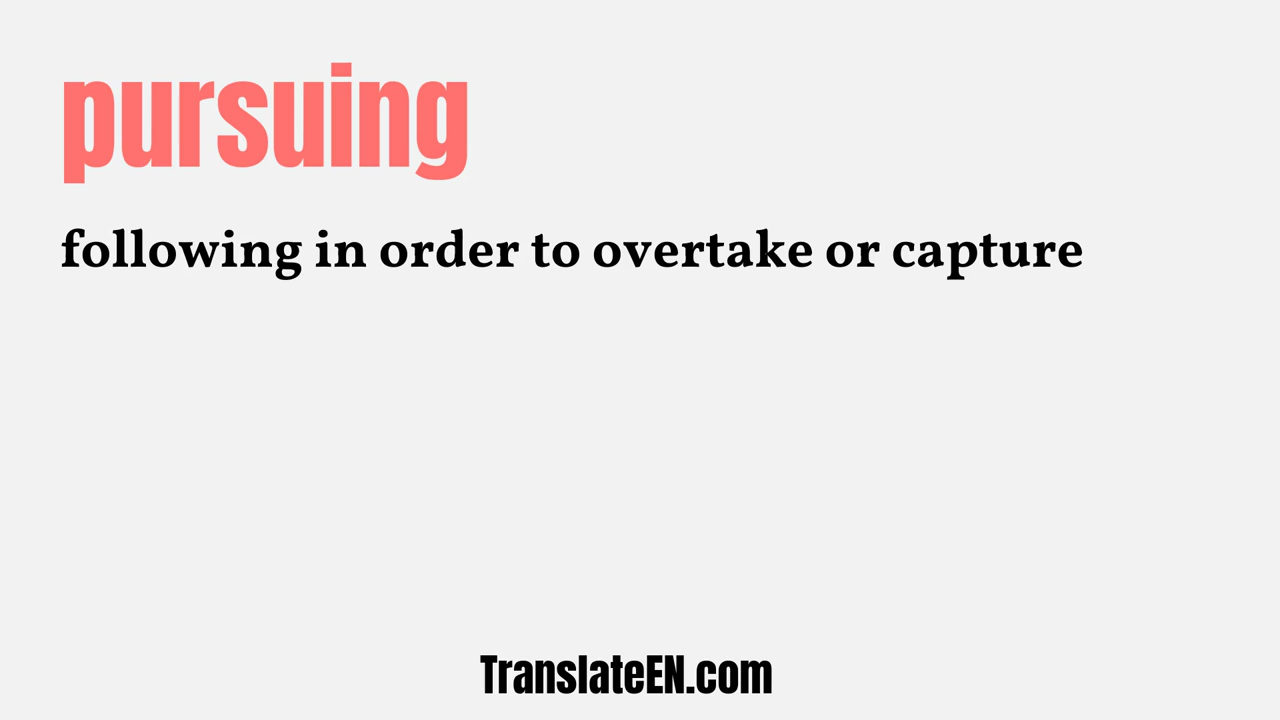 pursuing
following in order to overtake or capture
TranslateEN.com